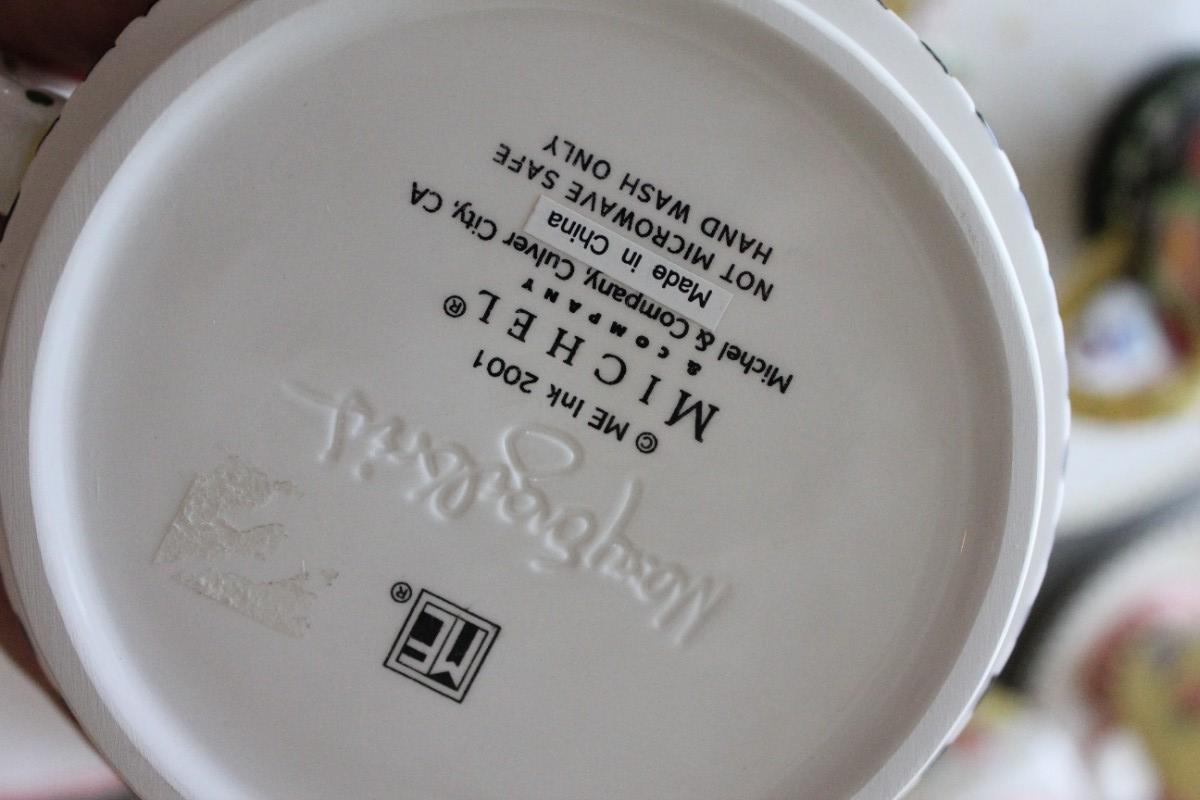 ME ®
Mary Engelbreit
© ME Ink 2001
MICHEL ®
& COMPANY
Michel & Company, Culver City, CA
Made in China
NOT MICROWAVE SAFE
HAND WASH ONLY